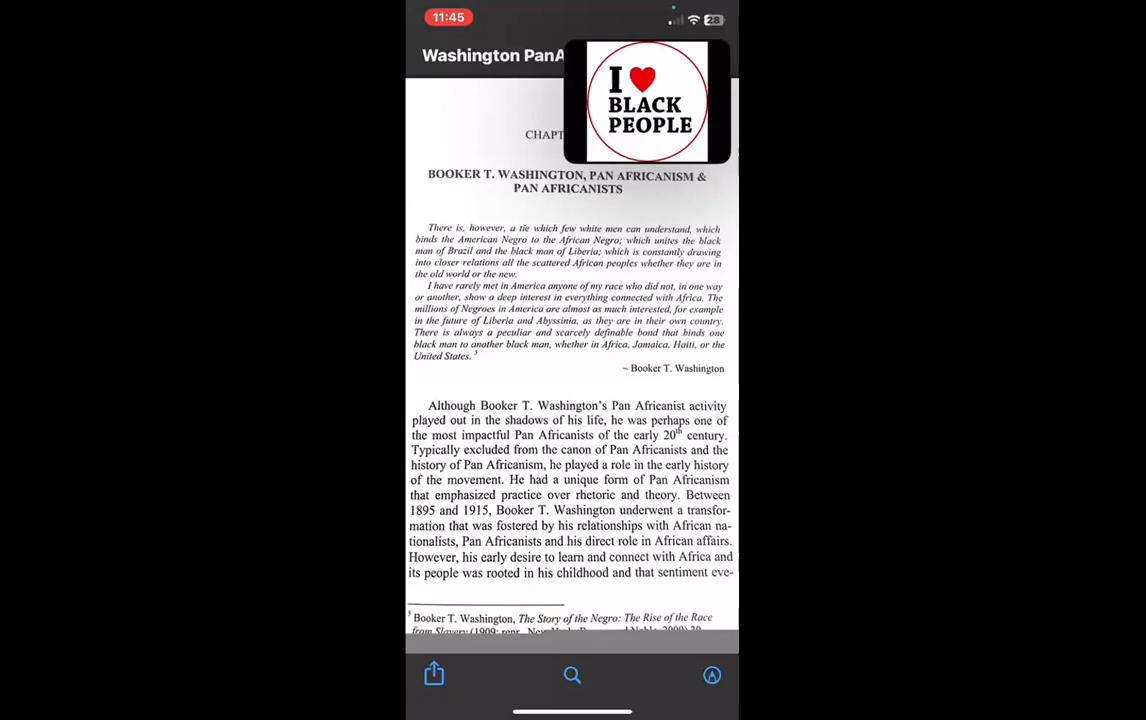 11:45
28
Washington PanA
I
BLACK
PEOPLE
CHAPT
BOOKER T. WASHINGTON, PAN AFRICANISM &
PAN AFRICANISTS
There is, however, a tie which few white men can understand, which
binds the American Negro to the African Negro; which unites the black
man of Brazil and the black man of Liberia; which is constantly drawing
into closer relations all the scattered African peoples whether they are in
the old world or the new.
I have rarely met in America anyone of my race who did not, in one way
or another, show a deep interest in everything connected with Africa. The
millions of Negroes in America are almost as much interested, for example
in the future of Liberia and Abyssinia, as they are in their own country.
There is always a peculiar and scarcely definable bond that binds one
black man to another black man, whether in Africa, Jamaica, Haiti, or the
United States. 5
~ Booker T. Washington
Although Booker T. Washington's Pan Africanist activity
played out in the shadows of his life, he was perhaps one of
the most impactful Pan Africanists of the early 20th century.
Typically excluded from the canon of Pan Africanists and the
history of Pan Africanism, he played a role in the early history
of the movement. He had a unique form of Pan Africanism
that emphasized practice over rhetoric and theory. Between
1895 and 1915, Booker T. Washington underwent a transfor-
mation that was fostered by his relationships with African na-
tionalists, Pan Africanists and his direct role in African affairs.
However, his early desire to learn and connect with Africa and
its people was rooted in his childhood and that sentiment eve-
5 Booker T. Washington, The Story of the Negro: The Rise of the Race
from Slavery (1909; repr., New